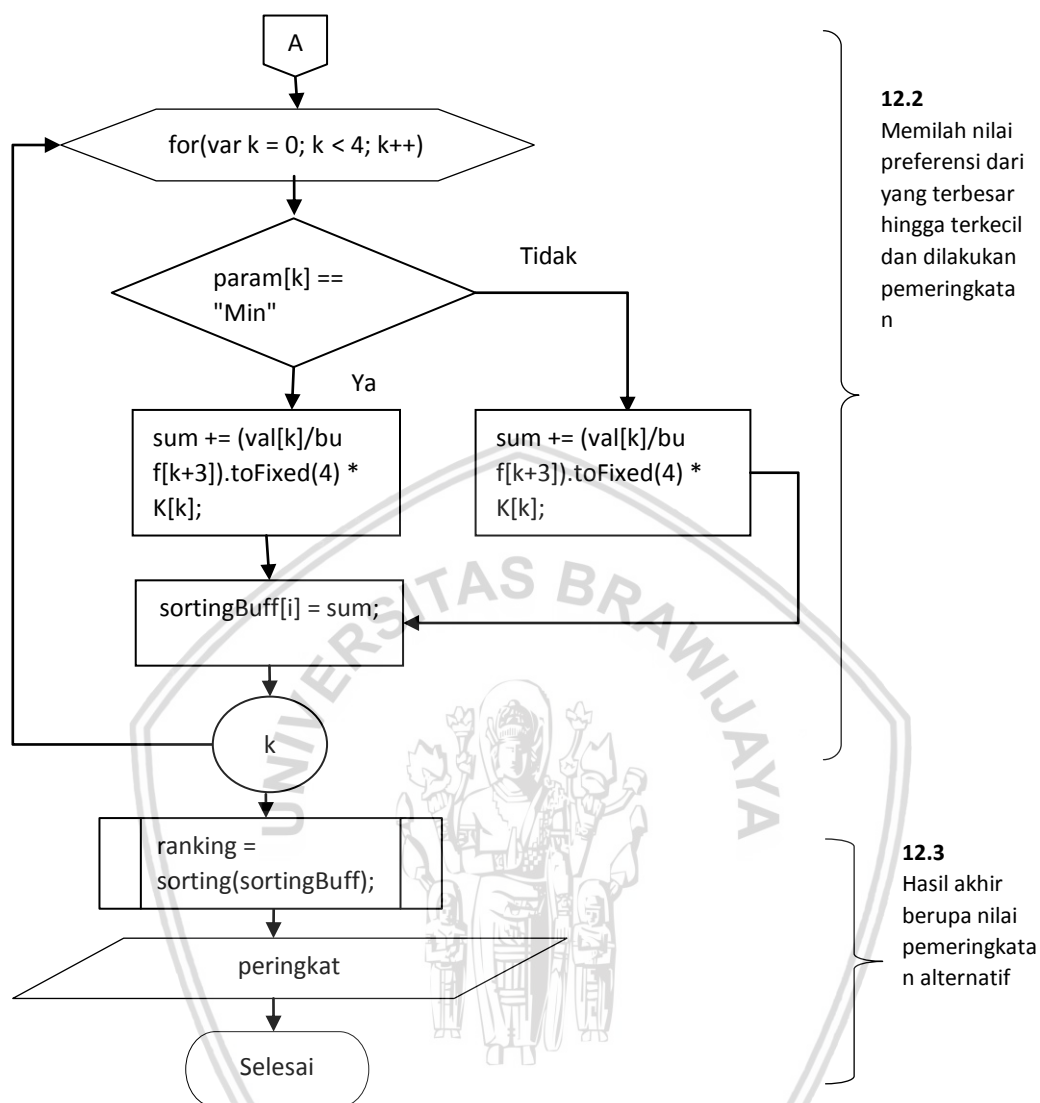 A
for(var k = 0; k < 4; k++)
param[k] ==
"Min"
Tidak
Ya
sum += (val[k]/bu
f[k+3]).toFixed(4) *
K[k];
sum += (val[k]/bu
f[k+3]).toFixed(4) *
K[k];
sortingBuff[i] = sum;
k
ranking =
sorting(sortingBuff);
peringkat
Selesai
12.2
Memilah nilai
preferensi dari
yang terbesar
hingga terkecil
dan dilakukan
pemeringkata
n
12.3
Hasil akhir
berupa nilai
pemeringkata
n alternatif
UNIVERSITAS BRAWIJAYA